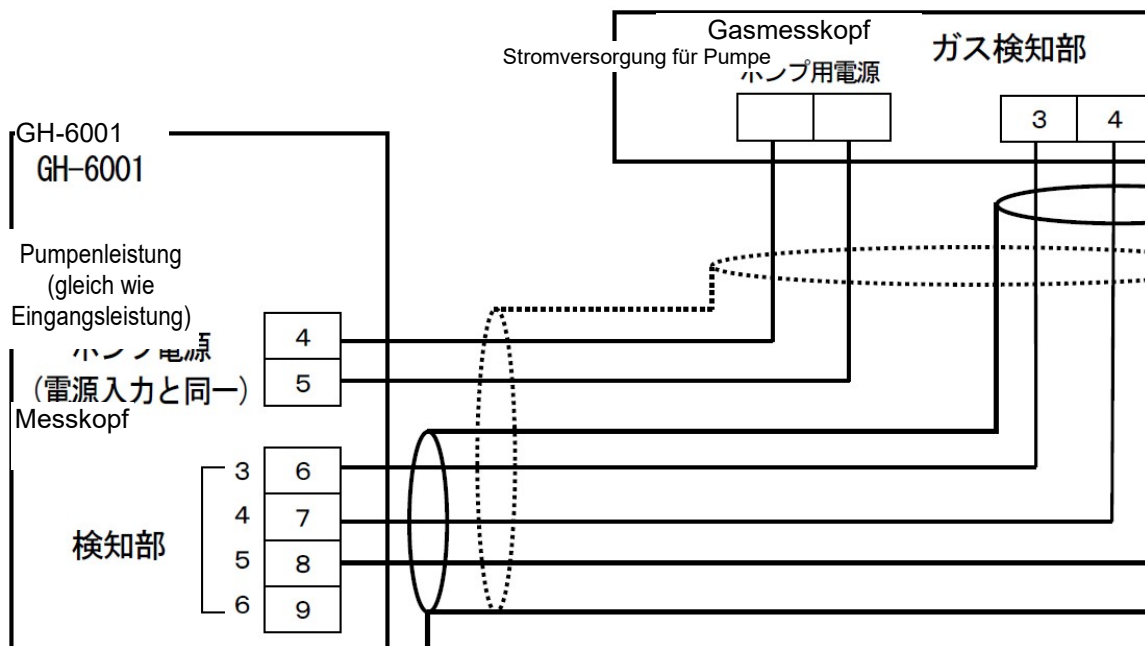 Gasmesskopf
ガス検知部
Stromversorgung für Pumpe
ポンプ用電源
3 4
GH-6001
GH-6001
Pumpenleistung
(gleich wie
Eingangsleistung)
電源
(電源入力と同一)
4
5
Messkopf
検知部
3 6
4 7
5 8
6 9